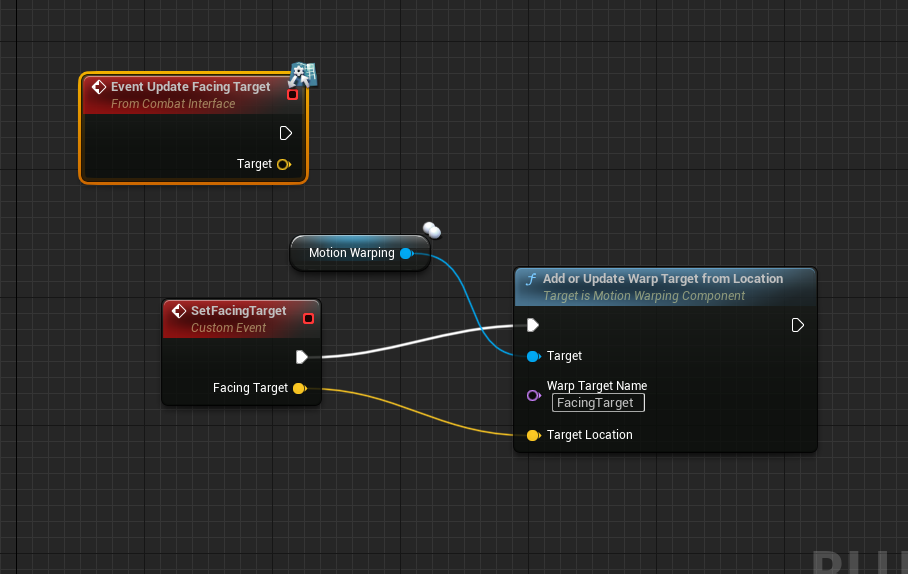 Event Update Facing Target
From Combat Interface
Target
Motion Warping
SetFacingTarget
Custom Event
Facing Target
Add or Update Warp Target from Location
Target is Motion Warping Component
Target
Warp Target Name
FacingTarget
Target Location